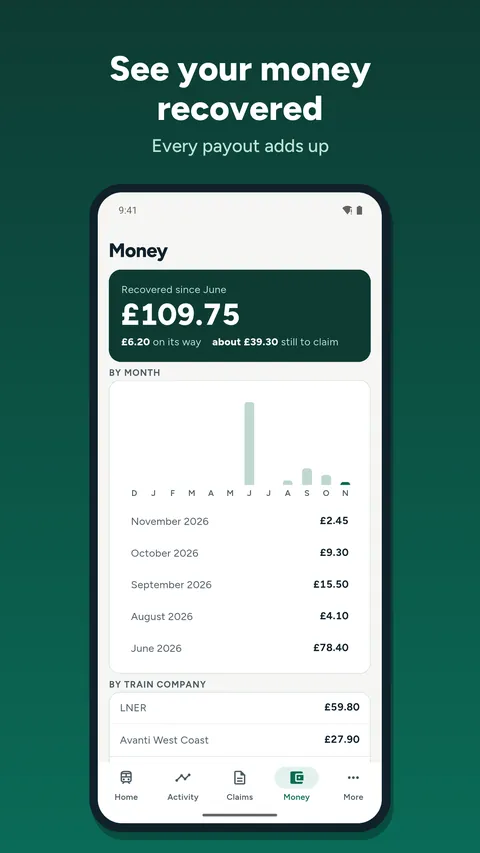 See your money
recovered
Every payout adds up
9:41
Money
Recovered since June
£109.75
£6.20 on its way about £39.30 still to claim
BY MONTH
D J F M A M J J A S O N
November 2026 £2.45
October 2026 £9.30
September 2026 £15.50
August 2026 £4.10
June 2026 £78.40
BY TRAIN COMPANY
LNER £59.80
Avanti West Coast £27.90
Home Activity Claims Money More